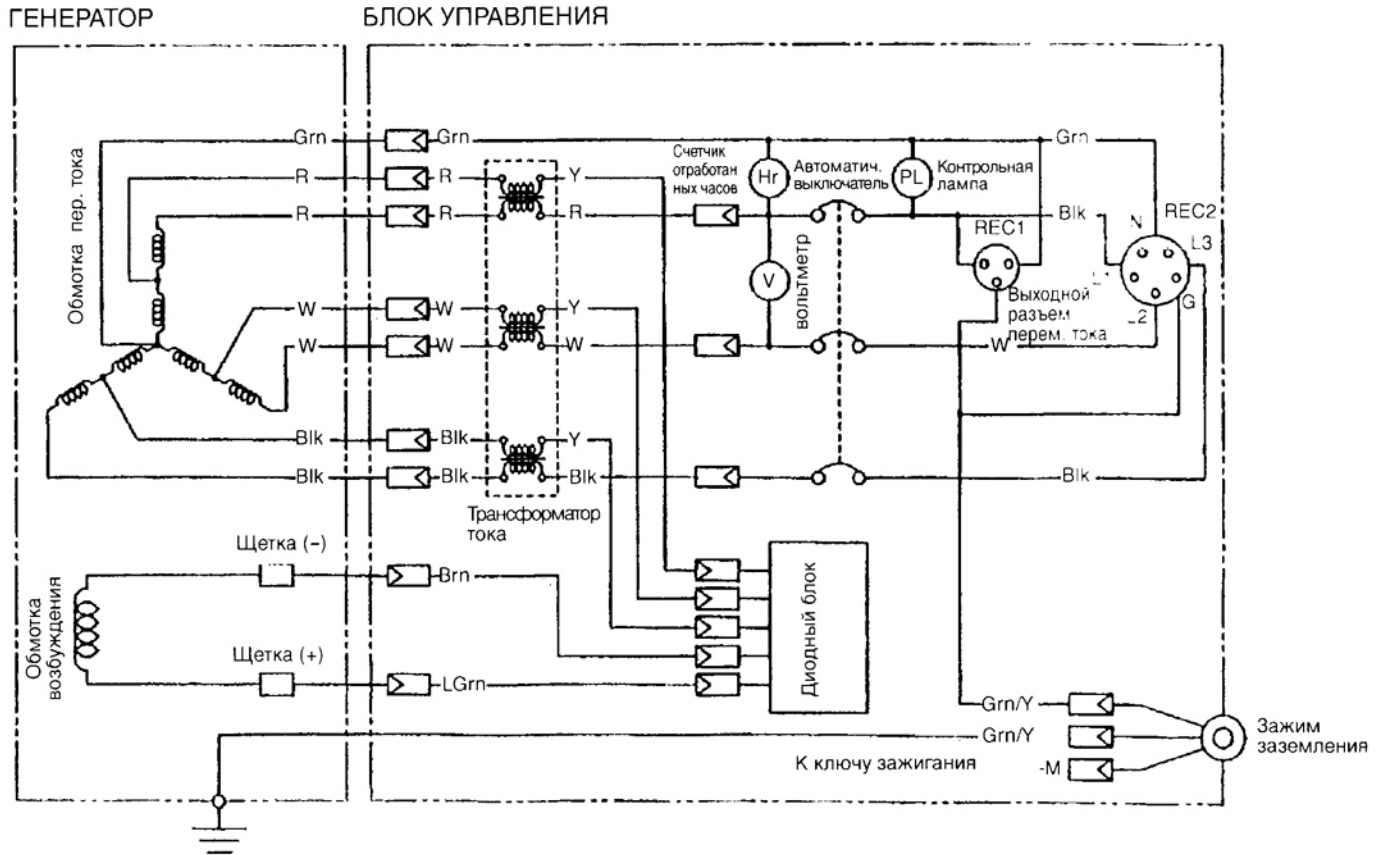 ГЕНЕРАТОР
БЛОК УПРАВЛЕНИЯ
Обмотка пер. тока
Grn
Grn
Grn
R
R
Y
R
R
R
Blk
Счетчик
отработан
ных часов
Hr
Автоматич.
выключатель
PL
Контрольная
лампа
REC1
N
REC2
L3
G
L2
V
вольтметр
Выходной
разъем
перем. тока
W
W
Y
W
W
W
W
Blk
Blk
Y
Blk
Blk
Blk
Blk
Трансформатор
тока
Щетка (–)
Brn
Обмотка
возбуждения
Щетка (+)
LGrn
Диодный блок
Grn/Y
Grn/Y
К ключу зажигания
-M
Зажим
заземления